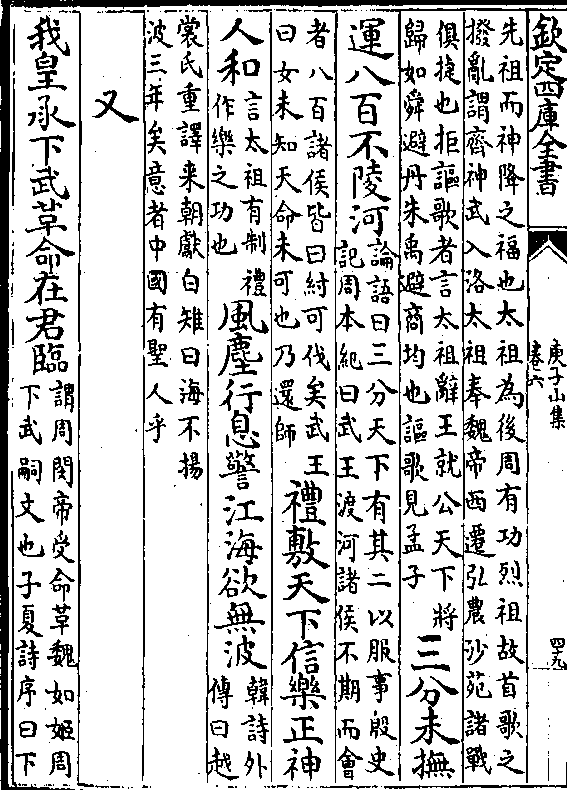 欽定四庫全書
庾子山集
卷六
四十九
先祖而神降之福也太祖為後周有功烈祖故首歌之
撥亂謂齊神武入洛太祖奉魏帝西遷弘農沙苑諸戰
俱捷也拒謳歌者言太祖辭王就公天下將
歸如舜避丹朱禹避商均也謳歌見孟子
三分未撫
運八百不陵河
論語曰三分天下有其二以服事殷史
記周本紀曰武王渡河諸侯不期而會
者八百諸侯皆曰紂可伐矣武王
曰女未知天命未可也乃還師
禮敷天下信樂正神
人和
言太祖有制禮
作樂之功也
風塵行息警江海欲無波
韓詩外
傳曰越
裳氏重譯来朝獻白雉曰海不揚
波三年矣意者中國有聖人乎
又
我皇承下武革命在君臨
謂周閔帝受命革魏如姬周
下武嗣文也子夏詩序曰下